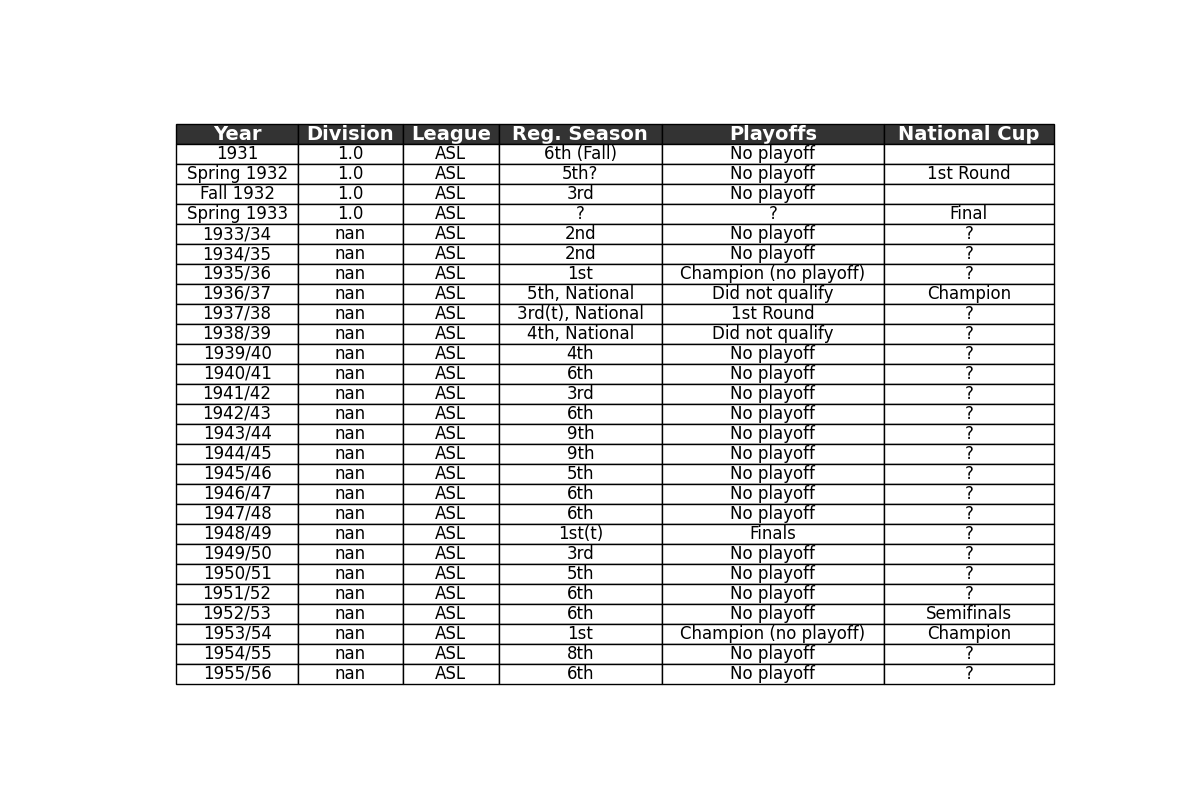 Year Division League Reg. Season Playoffs National Cup
1931 1.0 ASL 6th (Fall) No playoff
Spring 1932 1.0 ASL 5th? No playoff 1st Round
Fall 1932 1.0 ASL 3rd No playoff
Spring 1933 1.0 ASL ? ? Final
1933/34 nan ASL 2nd No playoff ?
1934/35 nan ASL 2nd No playoff ?
1935/36 nan ASL 1st Champion (no playoff) ?
1936/37 nan ASL 5th, National Did not qualify Champion
1937/38 nan ASL 3rd(t), National 1st Round ?
1938/39 nan ASL 4th, National Did not qualify ?
1939/40 nan ASL 4th No playoff ?
1940/41 nan ASL 6th No playoff ?
1941/42 nan ASL 3rd No playoff ?
1942/43 nan ASL 6th No playoff ?
1943/44 nan ASL 9th No playoff ?
1944/45 nan ASL 9th No playoff ?
1945/46 nan ASL 5th No playoff ?
1946/47 nan ASL 6th No playoff ?
1947/48 nan ASL 6th No playoff ?
1948/49 nan ASL 1st(t) Finals ?
1949/50 nan ASL 3rd No playoff ?
1950/51 nan ASL 5th No playoff ?
1951/52 nan ASL 6th No playoff ?
1952/53 nan ASL 6th No playoff Semifinals
1953/54 nan ASL 1st Champion (no playoff) Champion
1954/55 nan ASL 8th No playoff ?
1955/56 nan ASL 6th No playoff ?